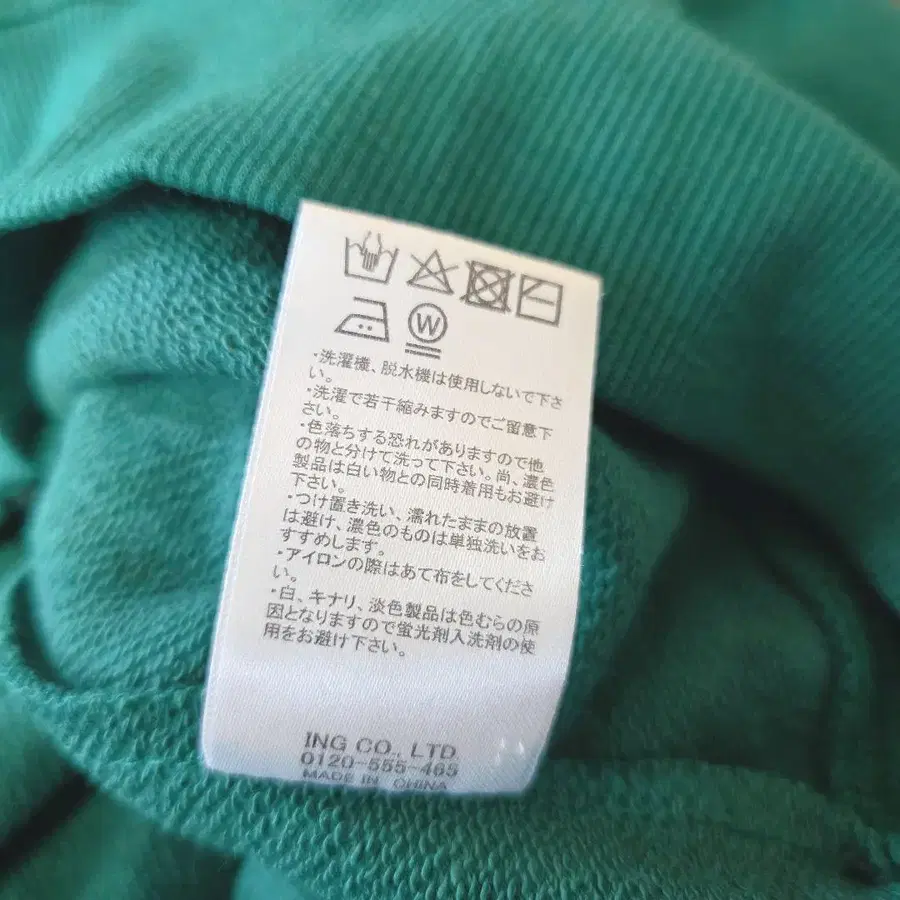 W
・洗濯機、脱水機は使用しないで下さ
い。
・洗濯で若干縮みますのでご留意下
さい。
・色落ちする恐れがありますので他
の物と分けて洗って下さい。尚、濃色
製品は白い物との同時着用もお避け
下さい。
・つけ置き洗い、濡れたままの放置
は避け、濃色のものは単独洗いをお
すすめします。
・アイロンの際はあて布をしてくださ
い。
・白、キナリ、淡色製品は色むらの原
因となりますので蛍光剤入洗剤の使
用をお避け下さい。
ING CO., LTD
0120-555-465
MADE IN CHINA